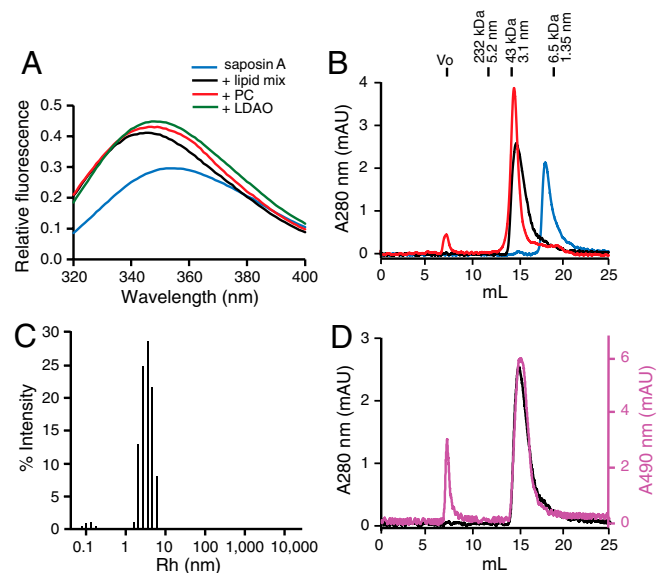 A
saposin A
+ lipid mix
+ PC
+ LDAO
Relative fluorescence
0.5
0.4
0.3
0.2
0.1
0.0
320 340 360 380 400
Wavelength (nm)
B
Vo
232 kDa
5.2 nm
43 kDa
3.1 nm
6.5 kDa
1.35 nm
A280 nm (mAU)
4
3
2
1
0
0 5 10 15 20 25
mL
C
% Intensity
30
25
20
15
10
5
0
0.1 1 10 100 1,000 10,000
Rh (nm)
D
A280 nm (mAU)
3
2
1
0
0 5 10 15 20 25
mL
6
4
2
0
A490 nm (mAU)